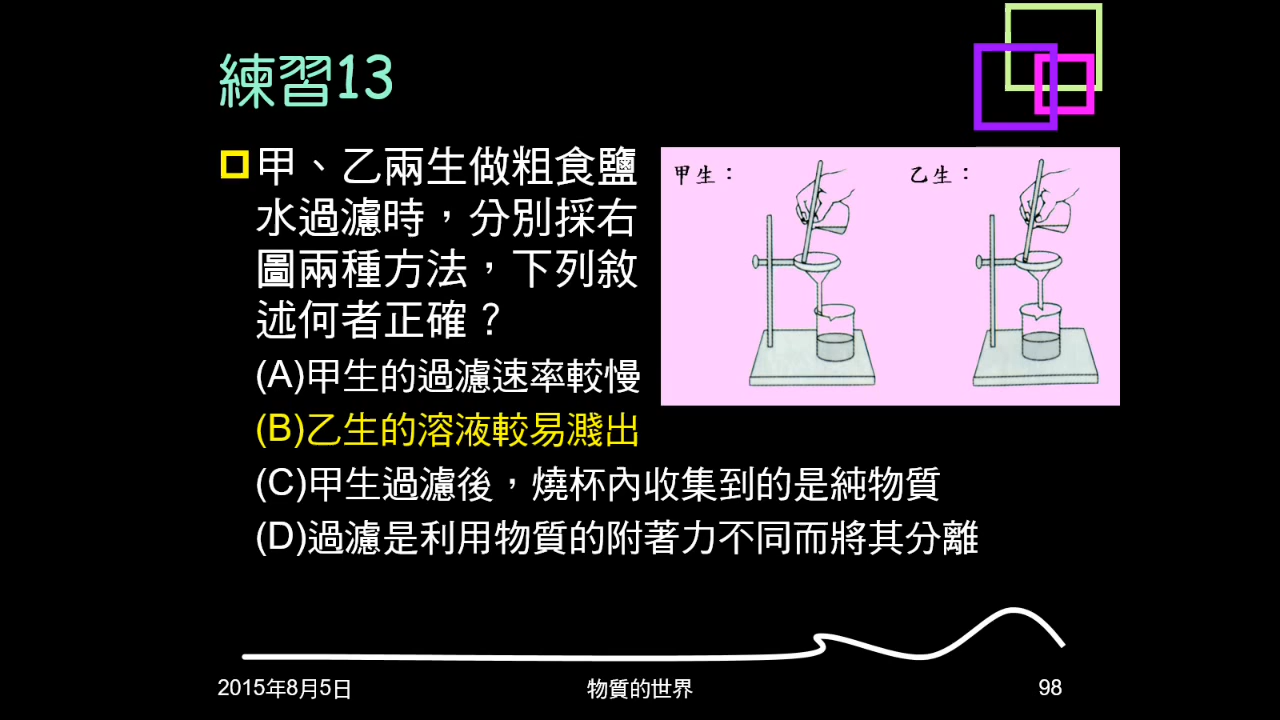 練習13
甲、乙兩生做粗食鹽
水過濾時，分別採右
圖兩種方法，下列敘
述何者正確？
(A)甲生的過濾速率較慢
(B)乙生的溶液較易濺出
(C)甲生過濾後，燒杯內收集到的是純物質
(D)過濾是利用物質的附著力不同而將其分離
甲生：
乙生：
2015年8月5日
物質的世界
98